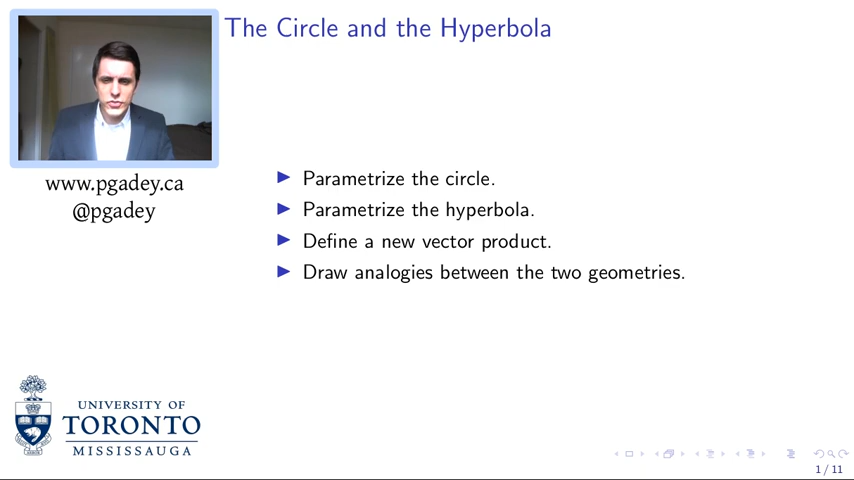 The Circle and the Hyperbola
www.pgadey.ca
@pgadey
Parametrize the circle.
Parametrize the hyperbola.
Define a new vector product.
Draw analogies between the two geometries.
UNIVERSITY OF
TORONTO
MISSISSAUGA
1 / 11